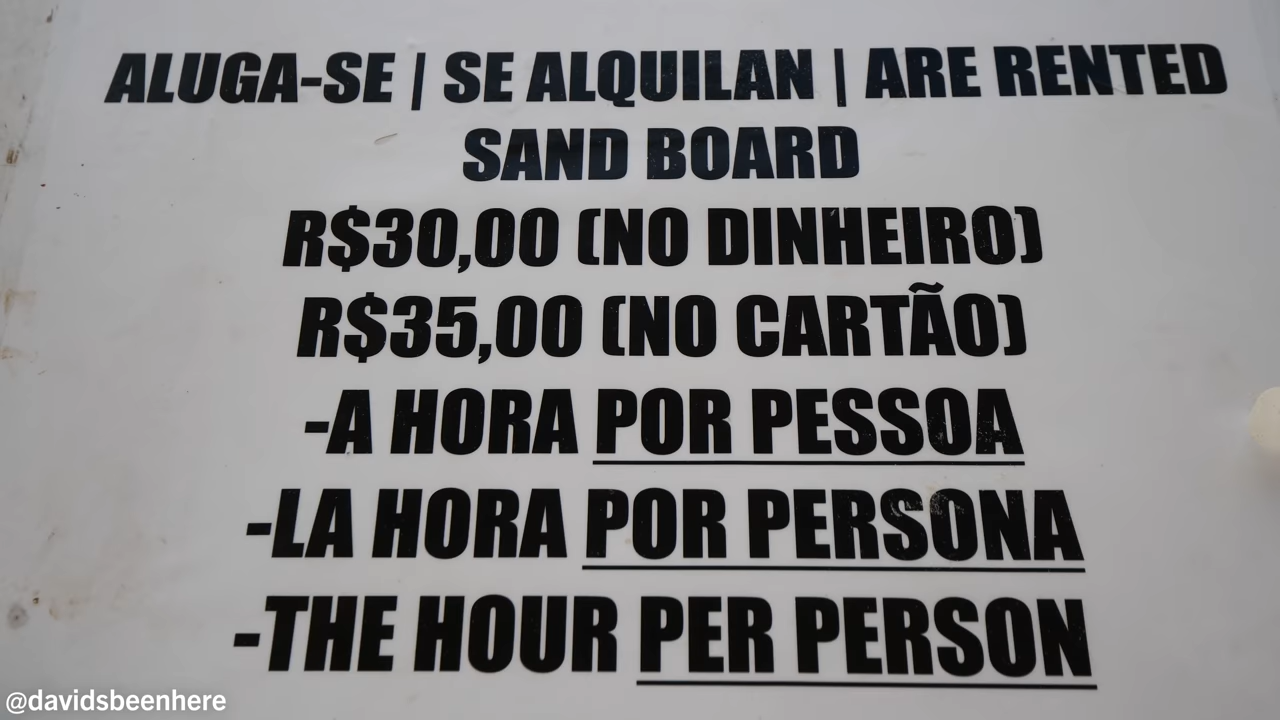 ALUGA-SE | SE ALQUILAN | ARE RENTED
SAND BOARD
R$30,00 (NO DINHEIRO)
R$35,00 (NO CARTÃO)
-A HORA POR PESSOA
-LA HORA POR PERSONA
-THE HOUR PER PERSON
@davidsbeenhere